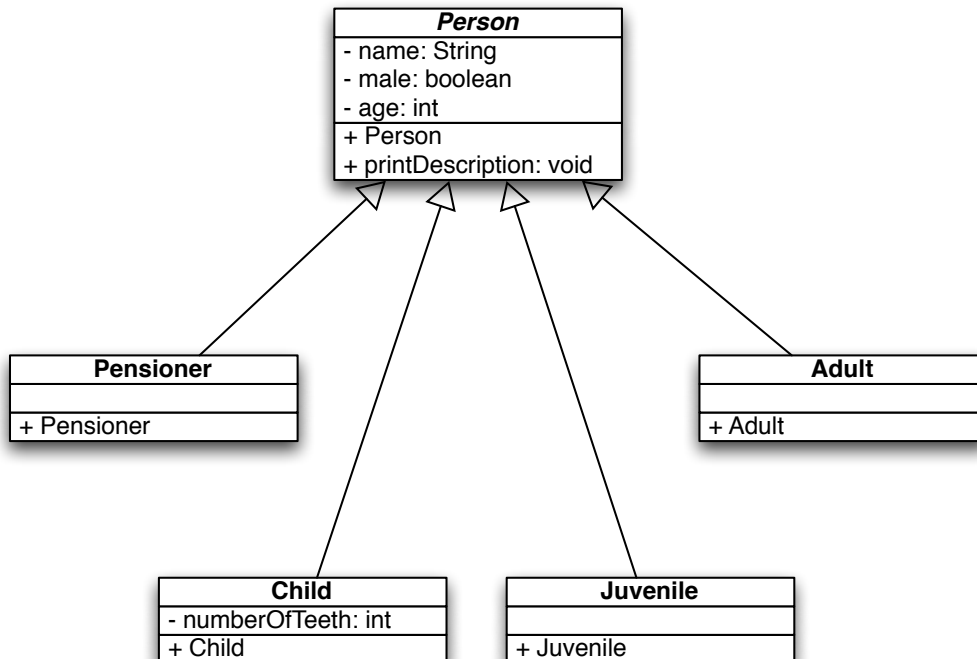 Person
- name: String
- male: boolean
- age: int
+ Person
+ printDescription: void
Pensioner
+ Pensioner
Adult
+ Adult
Child
- numberOfTeeth: int
+ Child
Juvenile
+ Juvenile